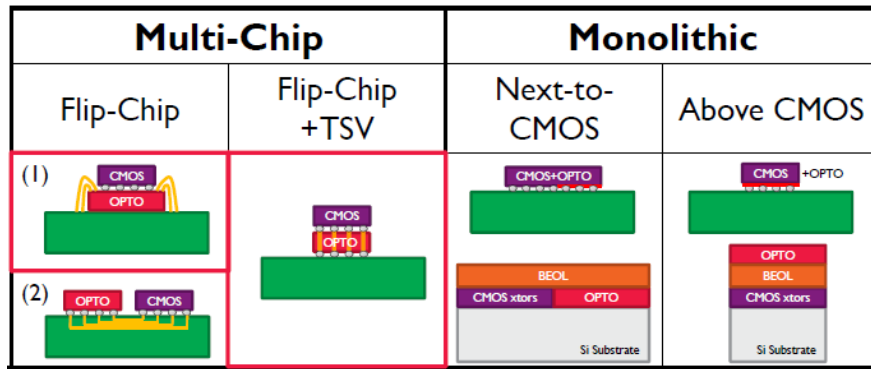 Multi-Chip
Monolithic
Flip-Chip
Flip-Chip
+TSV
Next-to-
CMOS
Above CMOS
(1)
CMOS
OPTO
CMOS
OPTO
CMOS+OPTO
CMOS +OPTO
(2)
OPTO CMOS
BEOL
CMOS xtors OPTO
Si Substrate
OPTO
BEOL
CMOS xtors
Si Substrate